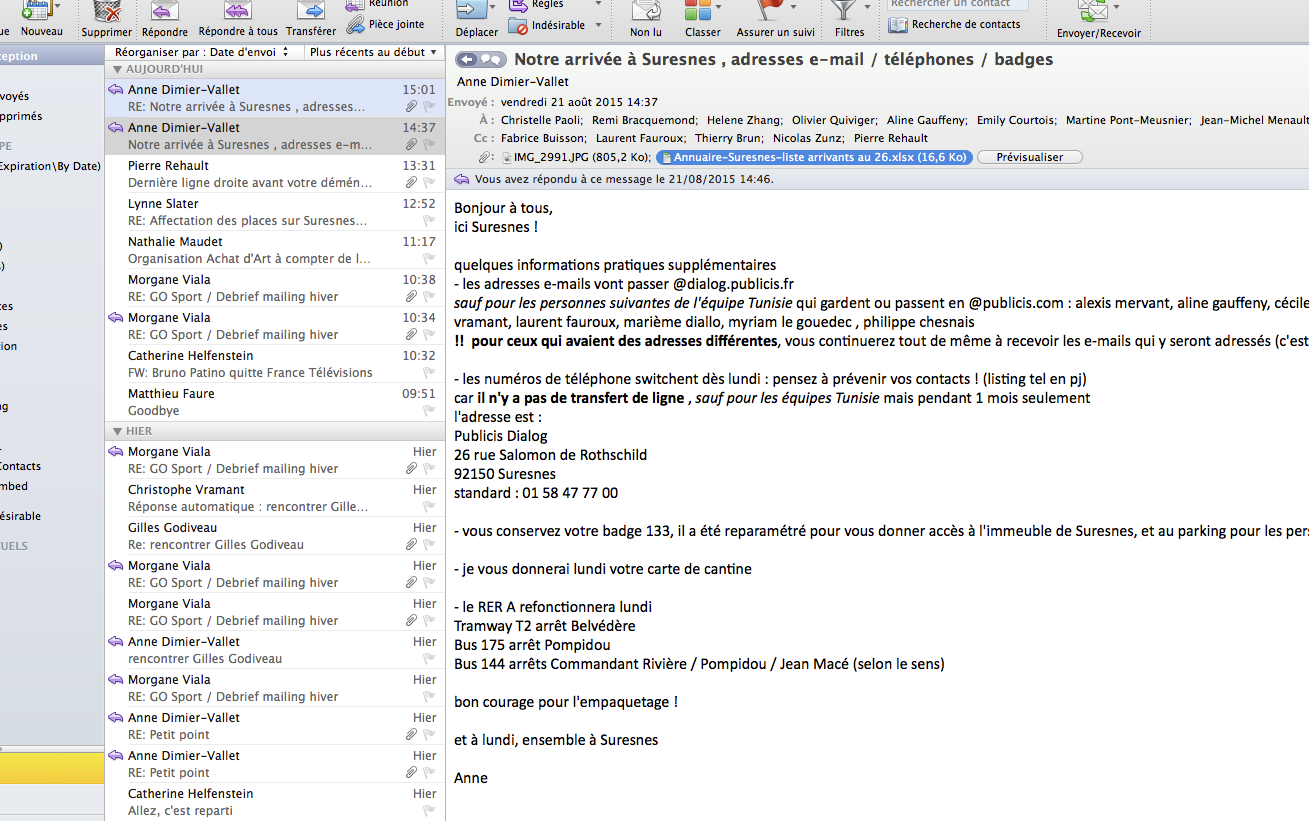 Réunion
Règles
Rechercher un contact
Pièce jointe
Indésirable
Recherche de contacts
ue Nouveau Supprimer Répondre Répondre à tous Transférer Déplacer Non lu Classer Assurer un suivi Filtres Envoyer/Recevoir
ception
voyés
pprimés
PE
Expiration\By Date)
)
s)
tes
es
ion
ng
Contacts
mbed
ésirable
TUELS
Réorganiser par : Date d'envoi Plus récents au début
AUJOURD'HUI
Anne Dimier-Vallet 15:01
RE: Notre arrivée à Suresnes , adresses...
Anne Dimier-Vallet 14:37
Notre arrivée à Suresnes , adresses e-m...
Pierre Rehault 13:31
Dernière ligne droite avant votre démén...
Lynne Slater 12:52
RE: Affectation des places sur Suresnes...
Nathalie Maudet 11:17
Organisation Achat d'Art à compter de l...
Morgane Viala 10:38
RE: GO Sport / Debrief mailing hiver
Morgane Viala 10:34
RE: GO Sport / Debrief mailing hiver
Catherine Helfenstein 10:32
FW: Bruno Patino quitte France Télévisions
Matthieu Faure 09:51
Goodbye
HIER
Morgane Viala Hier
RE: GO Sport / Debrief mailing hiver
Christophe Vramant Hier
Réponse automatique : rencontrer Gille...
Gilles Godiveau Hier
Re: rencontrer Gilles Godiveau
Morgane Viala Hier
RE: GO Sport / Debrief mailing hiver
Morgane Viala Hier
RE: GO Sport / Debrief mailing hiver
Anne Dimier-Vallet Hier
rencontrer Gilles Godiveau
Morgane Viala Hier
RE: GO Sport / Debrief mailing hiver
Anne Dimier-Vallet Hier
RE: Petit point
Anne Dimier-Vallet Hier
RE: Petit point
Catherine Helfenstein Hier
Allez, c'est reparti
Notre arrivée à Suresnes , adresses e-mail / téléphones / badges
Anne Dimier-Vallet
Envoyé : vendredi 21 août 2015 14:37
À : Christelle Paoli; Remi Bracquemond; Helene Zhang; Olivier Quiviger; Aline Gauffeny; Emily Courtois; Martine Pont-Meusnier; Jean-Michel Menault
Cc : Fabrice Buisson; Laurent Fauroux; Thierry Brun; Nicolas Zunz; Pierre Rehault
: IMG_2991.JPG (805,2 Ko); Annuaire-Suresnes-liste arrivants au 26.xlsx (16,6 Ko) Prévisualiser
Vous avez répondu à ce message le 21/08/2015 14:46.
Bonjour à tous,
ici Suresnes !
quelques informations pratiques supplémentaires
- les adresses e-mails vont passer @dialog.publicis.fr
sauf pour les personnes suivantes de l'équipe Tunisie qui gardent ou passent en @publicis.com : alexis mervant, aline gauffeny, cécile
vramant, laurent fauroux, marième diallo, myriam le gouedec , philippe chesnais
!! pour ceux qui avaient des adresses différentes, vous continuerez tout de même à recevoir les e-mails qui y seront adressés (c'est
- les numéros de téléphone switchent dès lundi : pensez à prévenir vos contacts ! (listing tel en pj)
car il n'y a pas de transfert de ligne , sauf pour les équipes Tunisie mais pendant 1 mois seulement
l'adresse est :
Publicis Dialog
26 rue Salomon de Rothschild
92150 Suresnes
standard : 01 58 47 77 00
- vous conservez votre badge 133, il a été reparamétré pour vous donner accès à l'immeuble de Suresnes, et au parking pour les pers
- je vous donnerai lundi votre carte de cantine
- le RER A refonctionnera lundi
Tramway T2 arrêt Belvédère
Bus 175 arrêt Pompidou
Bus 144 arrêts Commandant Rivière / Pompidou / Jean Macé (selon le sens)
bon courage pour l'empaquetage !
et à lundi, ensemble à Suresnes
Anne